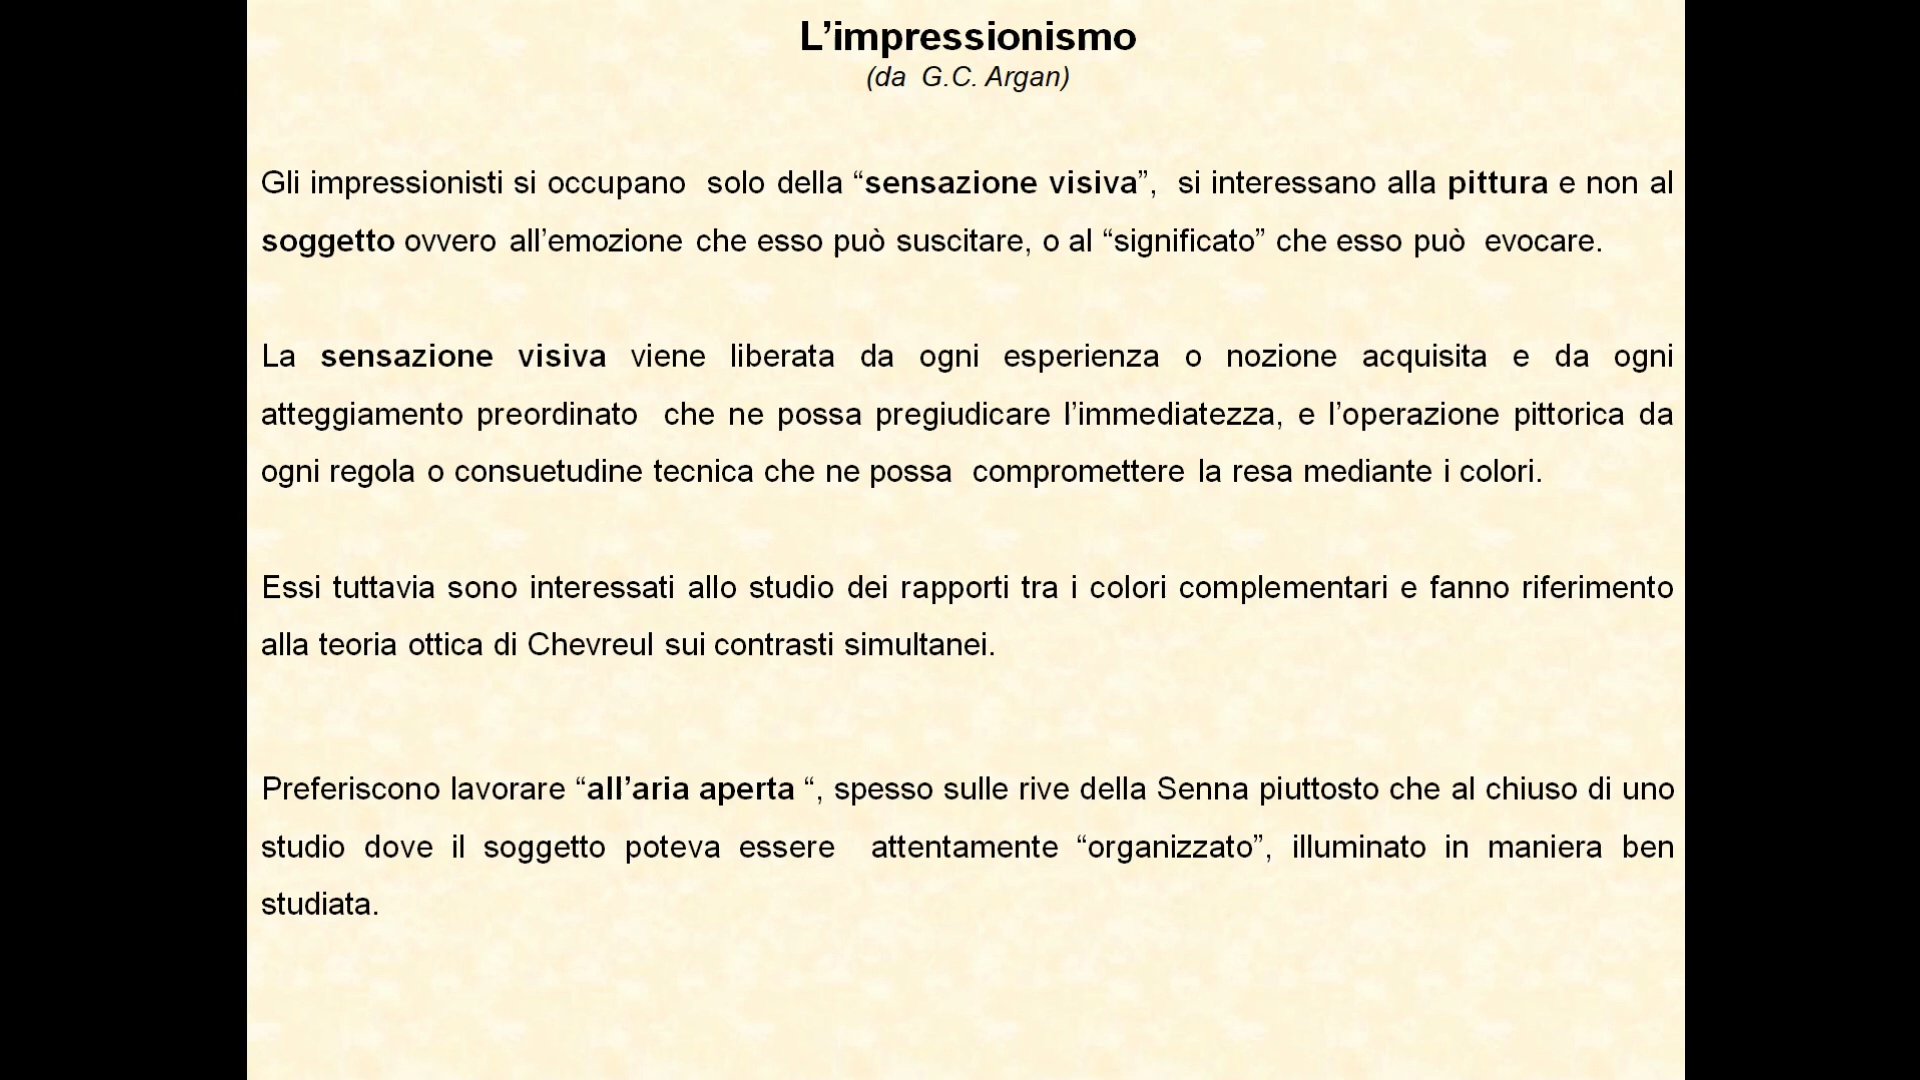 L’impressionismo
(da G.C. Argan)
Gli impressionisti si occupano solo della “sensazione visiva”, si interessano alla pittura e non al
soggetto ovvero all’emozione che esso può suscitare, o al “significato” che esso può evocare.
La sensazione visiva viene liberata da ogni esperienza o nozione acquisita e da ogni
atteggiamento preordinato che ne possa pregiudicare l’immediatezza, e l’operazione pittorica da
ogni regola o consuetudine tecnica che ne possa compromettere la resa mediante i colori.
Essi tuttavia sono interessati allo studio dei rapporti tra i colori complementari e fanno riferimento
alla teoria ottica di Chevreul sui contrasti simultanei.
Preferiscono lavorare “all’aria aperta “, spesso sulle rive della Senna piuttosto che al chiuso di uno
studio dove il soggetto poteva essere attentamente “organizzato”, illuminato in maniera ben
studiata.